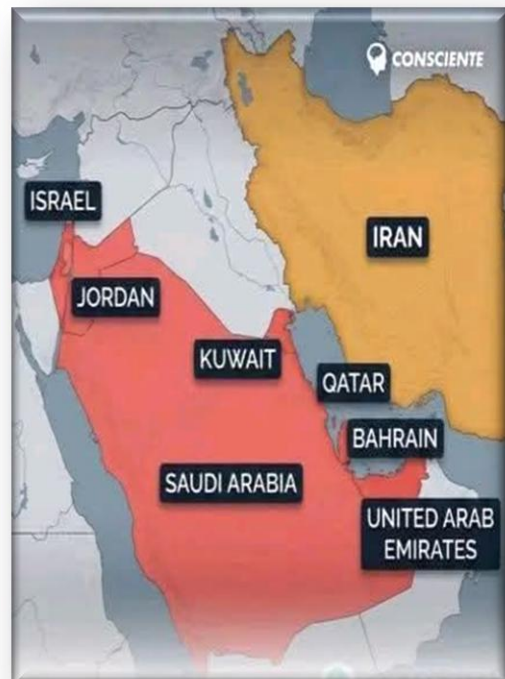 CONSCIENTE
ISRAEL
IRAN
JORDAN
KUWAIT
QATAR
BAHRAIN
SAUDI ARABIA
UNITED ARAB
EMIRATES